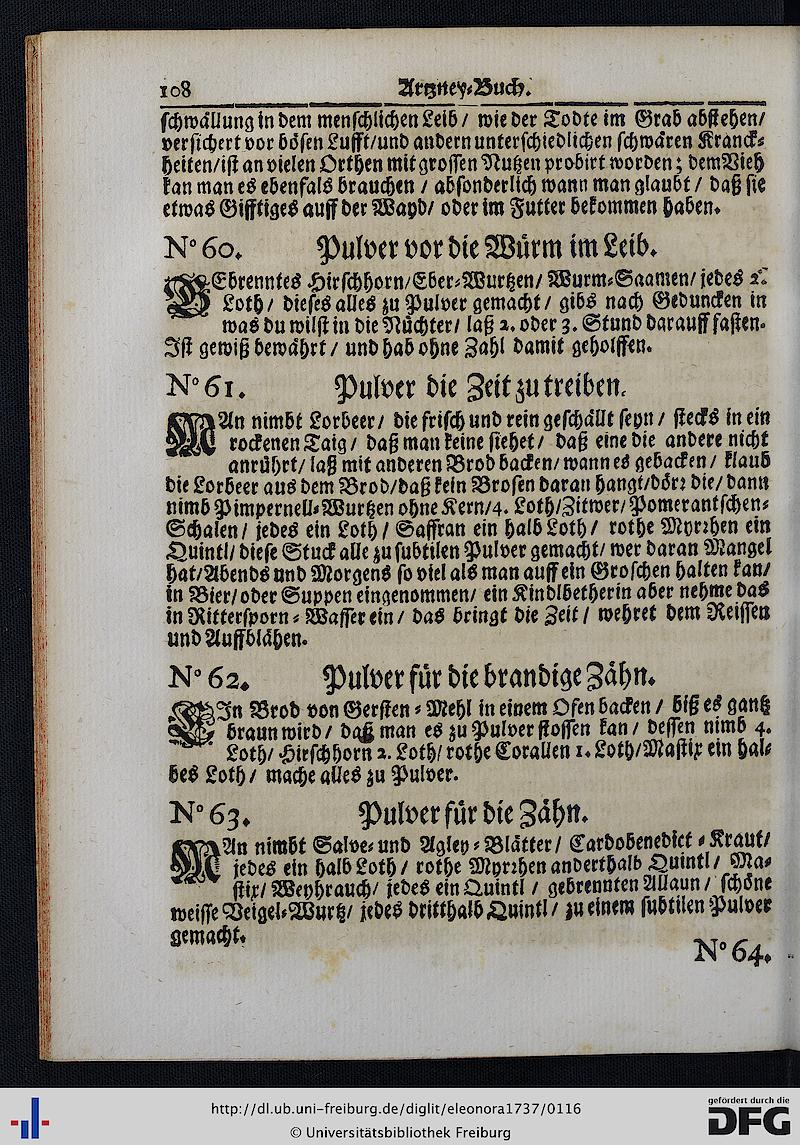 108 Artzney-Buch.
schwällung in dem menschlichen Leib / wie der Todte im Grab abstehen/
versichert vor bösen Lufft/und andern unterschiedlichen schwären Kranck-
heiten/ist an vielen Orthen mit grossen Nutzen probirt worden; dem Vieh
kan man es ebenfals brauchen / absonderlich wann man glaubt / daß sie
etwas Gifftiges auff der Wayd/ oder im Futter bekommen haben.
No 60. Pulver vor die Würm im Leib.
GEbrenntes Hirschhorn/Eber-Wurtzen/ Wurm-Saamen/ jedes 2.
Loth/ dieses alles zu Pulver gemacht/ gibs nach Geduncken in
was du wilst in die Nüchter/ laß 2. oder 3. Stund darauff fasten.
Ist gewiß bewährt / und hab ohne Zahl damit geholffen.
No 61. Pulver die Zeit zu treiben.
MAn nimbt Lorbeer/ die frisch und rein geschällt seyn/ stecks in ein
rockenen Taig/ daß man keine siehet/ daß eine die andere nicht
anrührt/ laß mit anderen Brod backen/ wann es gebacken/ klaub
die Lorbeer aus dem Brod/daß kein Brosen daran hangt/dörr die/ dann
nimb Pimpernell-Wurtzen ohne Kern/4. Loth/Zitwer/Pomerantschen-
Schalen/ jedes ein Loth/ Saffran ein halb Loth/ rothe Myrrhen ein
Quintl/ diese Stuck alle zu subtilen Pulver gemacht/ wer daran Mangel
hat/Abends und Morgens so viel als man auff ein Groschen halten kan/
in Bier/oder Suppen eingenommen/ ein Kindlbetherin aber nehme das
in Rittersporn-Wasser ein/ das bringt die Zeit/ wehret dem Reissen
und Auffblähen.
No 62. Pulver für die brandige Zähn.
EIn Brod von Gersten-Mehl in einem Ofen backen / biß es gantz
braun wird/ daß man es zu Pulver stossen kan/ dessen nimb 4.
Loth/ Hirschhorn 2. Loth/ rothe Corallen 1. Loth/Mastix ein hal-
bes Loth/ mache alles zu Pulver.
No 63. Pulver für die Zähn.
MAn nimbt Salve- und Agley-Blätter/ Cardobenedict-Kraut/
jedes ein halb Loth/ rothe Myrrhen anderthalb Quintl/ Ma-
stix/ Weyhrauch/ jedes ein Quintl / gebrennten Allaun/ schöne
weisse Veigel-Wurtz/ jedes dritthalb Quintl/ zu einem subtilen Pulver
gemacht.
No 64.
http://dl.ub.uni-freiburg.de/diglit/eleonora1737/0116
© Universitätsbibliothek Freiburg
gefördert durch die
DFG